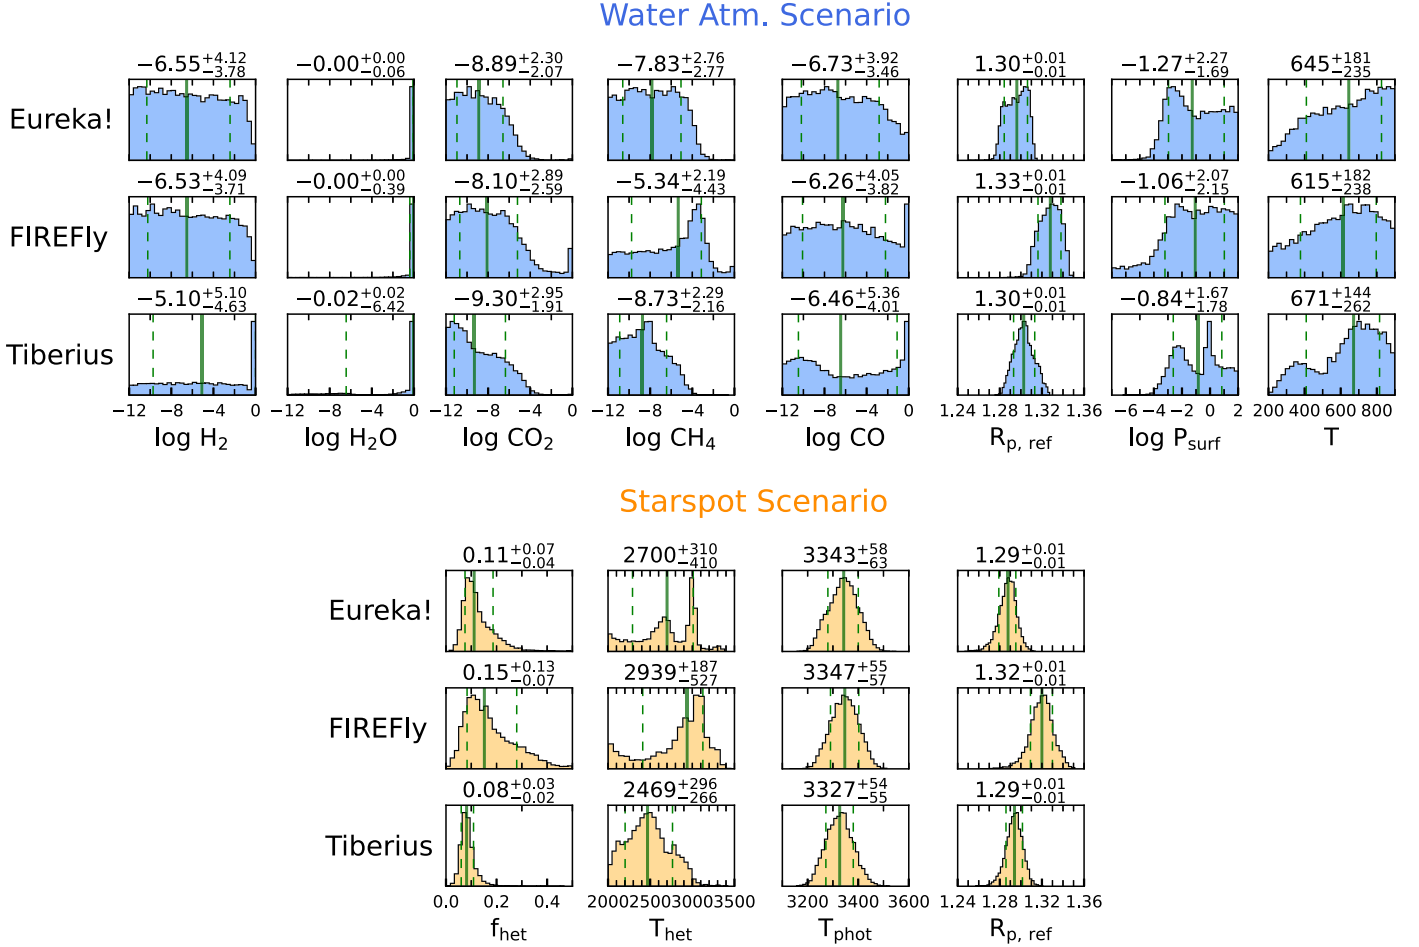 Water Atm. Scenario
−6.55 +4.12 −3.78 −0.00 +0.00 −0.06 −8.89 +2.30 −2.07 −7.83 +2.76 −2.77 −6.73 +3.92 −3.46 1.30 +0.01 −0.01 −1.27 +2.27 −1.69 645 +181 −235
Eureka!
−6.53 +4.09 −3.71 −0.00 +0.00 −0.39 −8.10 +2.89 −2.59 −5.34 +2.19 −4.43 −6.26 +4.05 −3.82 1.33 +0.01 −0.01 −1.06 +2.07 −2.15 615 +182 −238
FIREFly
−5.10 +5.10 −4.63 −0.02 +0.02 −6.42 −9.30 +2.95 −1.91 −8.73 +2.29 −2.16 −6.46 +5.36 −4.01 1.30 +0.01 −0.01 −0.84 +1.67 −1.78 671 +144 −262
Tiberius
−12 −8 −4 0 −12 −8 −4 0 −12 −8 −4 0 −12 −8 −4 0 −12 −8 −4 0 1.24 1.28 1.32 1.36 −6 −4 −2 0 2 200 400 600 800
log H2 log H2O log CO2 log CH4 log CO Rp, ref log Psurf T
Starspot Scenario
0.11 +0.07 −0.04 2700 +310 −410 3343 +58 −63 1.29 +0.01 −0.01
Eureka!
0.15 +0.13 −0.07 2939 +187 −527 3347 +55 −57 1.32 +0.01 −0.01
FIREFly
0.08 +0.03 −0.02 2469 +296 −266 3327 +54 −55 1.29 +0.01 −0.01
Tiberius
0.0 0.2 0.4 2000 2500 3000 3500 3200 3400 3600 1.24 1.28 1.32 1.36
fhet Thet Tphot Rp, ref